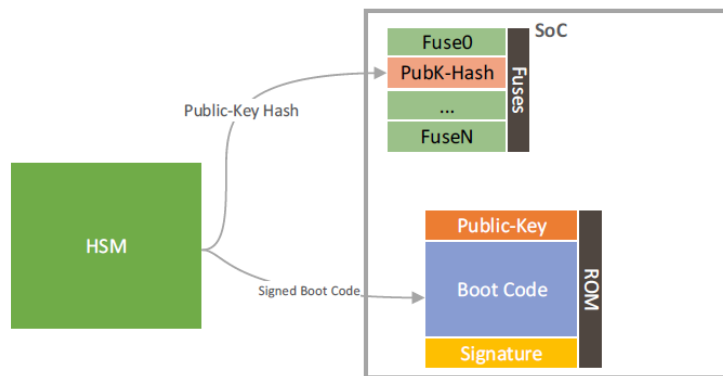 SoC
Fuse0
PubK-Hash
...
FuseN
Fuses
Public-Key Hash
HSM
Signed Boot Code
Public-Key
Boot Code
Signature
ROM